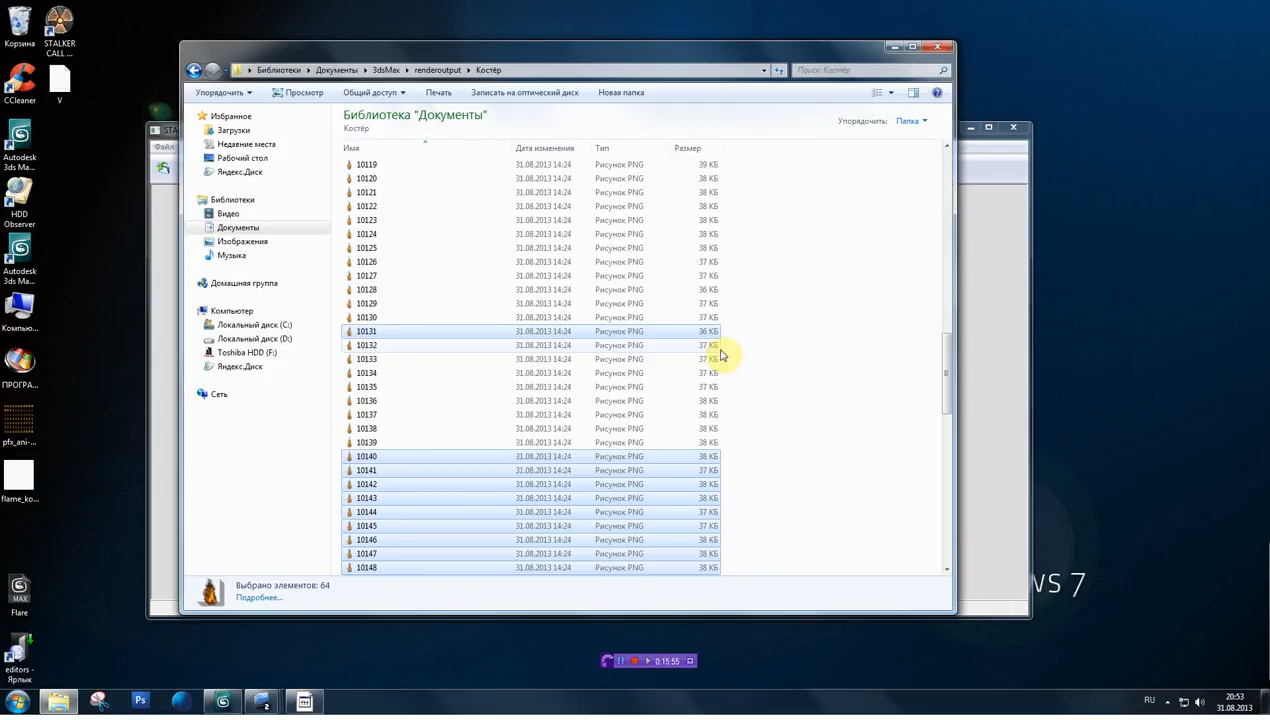 Корзина
STALKER CALL ...
CCleaner
V
Autodesk 3ds Ma...
HDD Observer
Autodesk 3ds Ma...
Компью...
ПРОГРА...
pfx_ani-...
flame_ko...
Flare
editors - Ярлык
Файл
Библиотеки
Документы
3dsMax
renderoutput
Костёр
Поиск: Костёр
Упорядочить
Просмотр
Общий доступ
Печать
Записать на оптический диск
Новая папка
Избранное
Загрузки
Недавние места
Рабочий стол
Яндекс.Диск
Библиотеки
Видео
Документы
Изображения
Музыка
Домашняя группа
Компьютер
Локальный диск (C:)
Локальный диск (D:)
Toshiba HDD (F:)
Яндекс.Диск
Сеть
Библиотека "Документы"
Костёр
Упорядочить: Папка
Имя Дата изменения Тип Размер
10119 31.08.2013 14:24 Рисунок PNG 39 КБ
10120 31.08.2013 14:24 Рисунок PNG 38 КБ
10121 31.08.2013 14:24 Рисунок PNG 38 КБ
10122 31.08.2013 14:24 Рисунок PNG 38 КБ
10123 31.08.2013 14:24 Рисунок PNG 38 КБ
10124 31.08.2013 14:24 Рисунок PNG 38 КБ
10125 31.08.2013 14:24 Рисунок PNG 38 КБ
10126 31.08.2013 14:24 Рисунок PNG 37 КБ
10127 31.08.2013 14:24 Рисунок PNG 37 КБ
10128 31.08.2013 14:24 Рисунок PNG 36 КБ
10129 31.08.2013 14:24 Рисунок PNG 37 КБ
10130 31.08.2013 14:24 Рисунок PNG 37 КБ
10131 31.08.2013 14:24 Рисунок PNG 36 КБ
10132 31.08.2013 14:24 Рисунок PNG 37 КБ
10133 31.08.2013 14:24 Рисунок PNG 37 КБ
10134 31.08.2013 14:24 Рисунок PNG 37 КБ
10135 31.08.2013 14:24 Рисунок PNG 37 КБ
10136 31.08.2013 14:24 Рисунок PNG 38 КБ
10137 31.08.2013 14:24 Рисунок PNG 38 КБ
10138 31.08.2013 14:24 Рисунок PNG 38 КБ
10139 31.08.2013 14:24 Рисунок PNG 38 КБ
10140 31.08.2013 14:24 Рисунок PNG 38 КБ
10141 31.08.2013 14:24 Рисунок PNG 37 КБ
10142 31.08.2013 14:24 Рисунок PNG 38 КБ
10143 31.08.2013 14:24 Рисунок PNG 38 КБ
10144 31.08.2013 14:24 Рисунок PNG 37 КБ
10145 31.08.2013 14:24 Рисунок PNG 37 КБ
10146 31.08.2013 14:24 Рисунок PNG 38 КБ
10147 31.08.2013 14:24 Рисунок PNG 38 КБ
10148 31.08.2013 14:24 Рисунок PNG 38 КБ
Выбрано элементов: 64
Подробнее...
WS 7
0:15:55
Ps
RU
20:53
31.08.2013